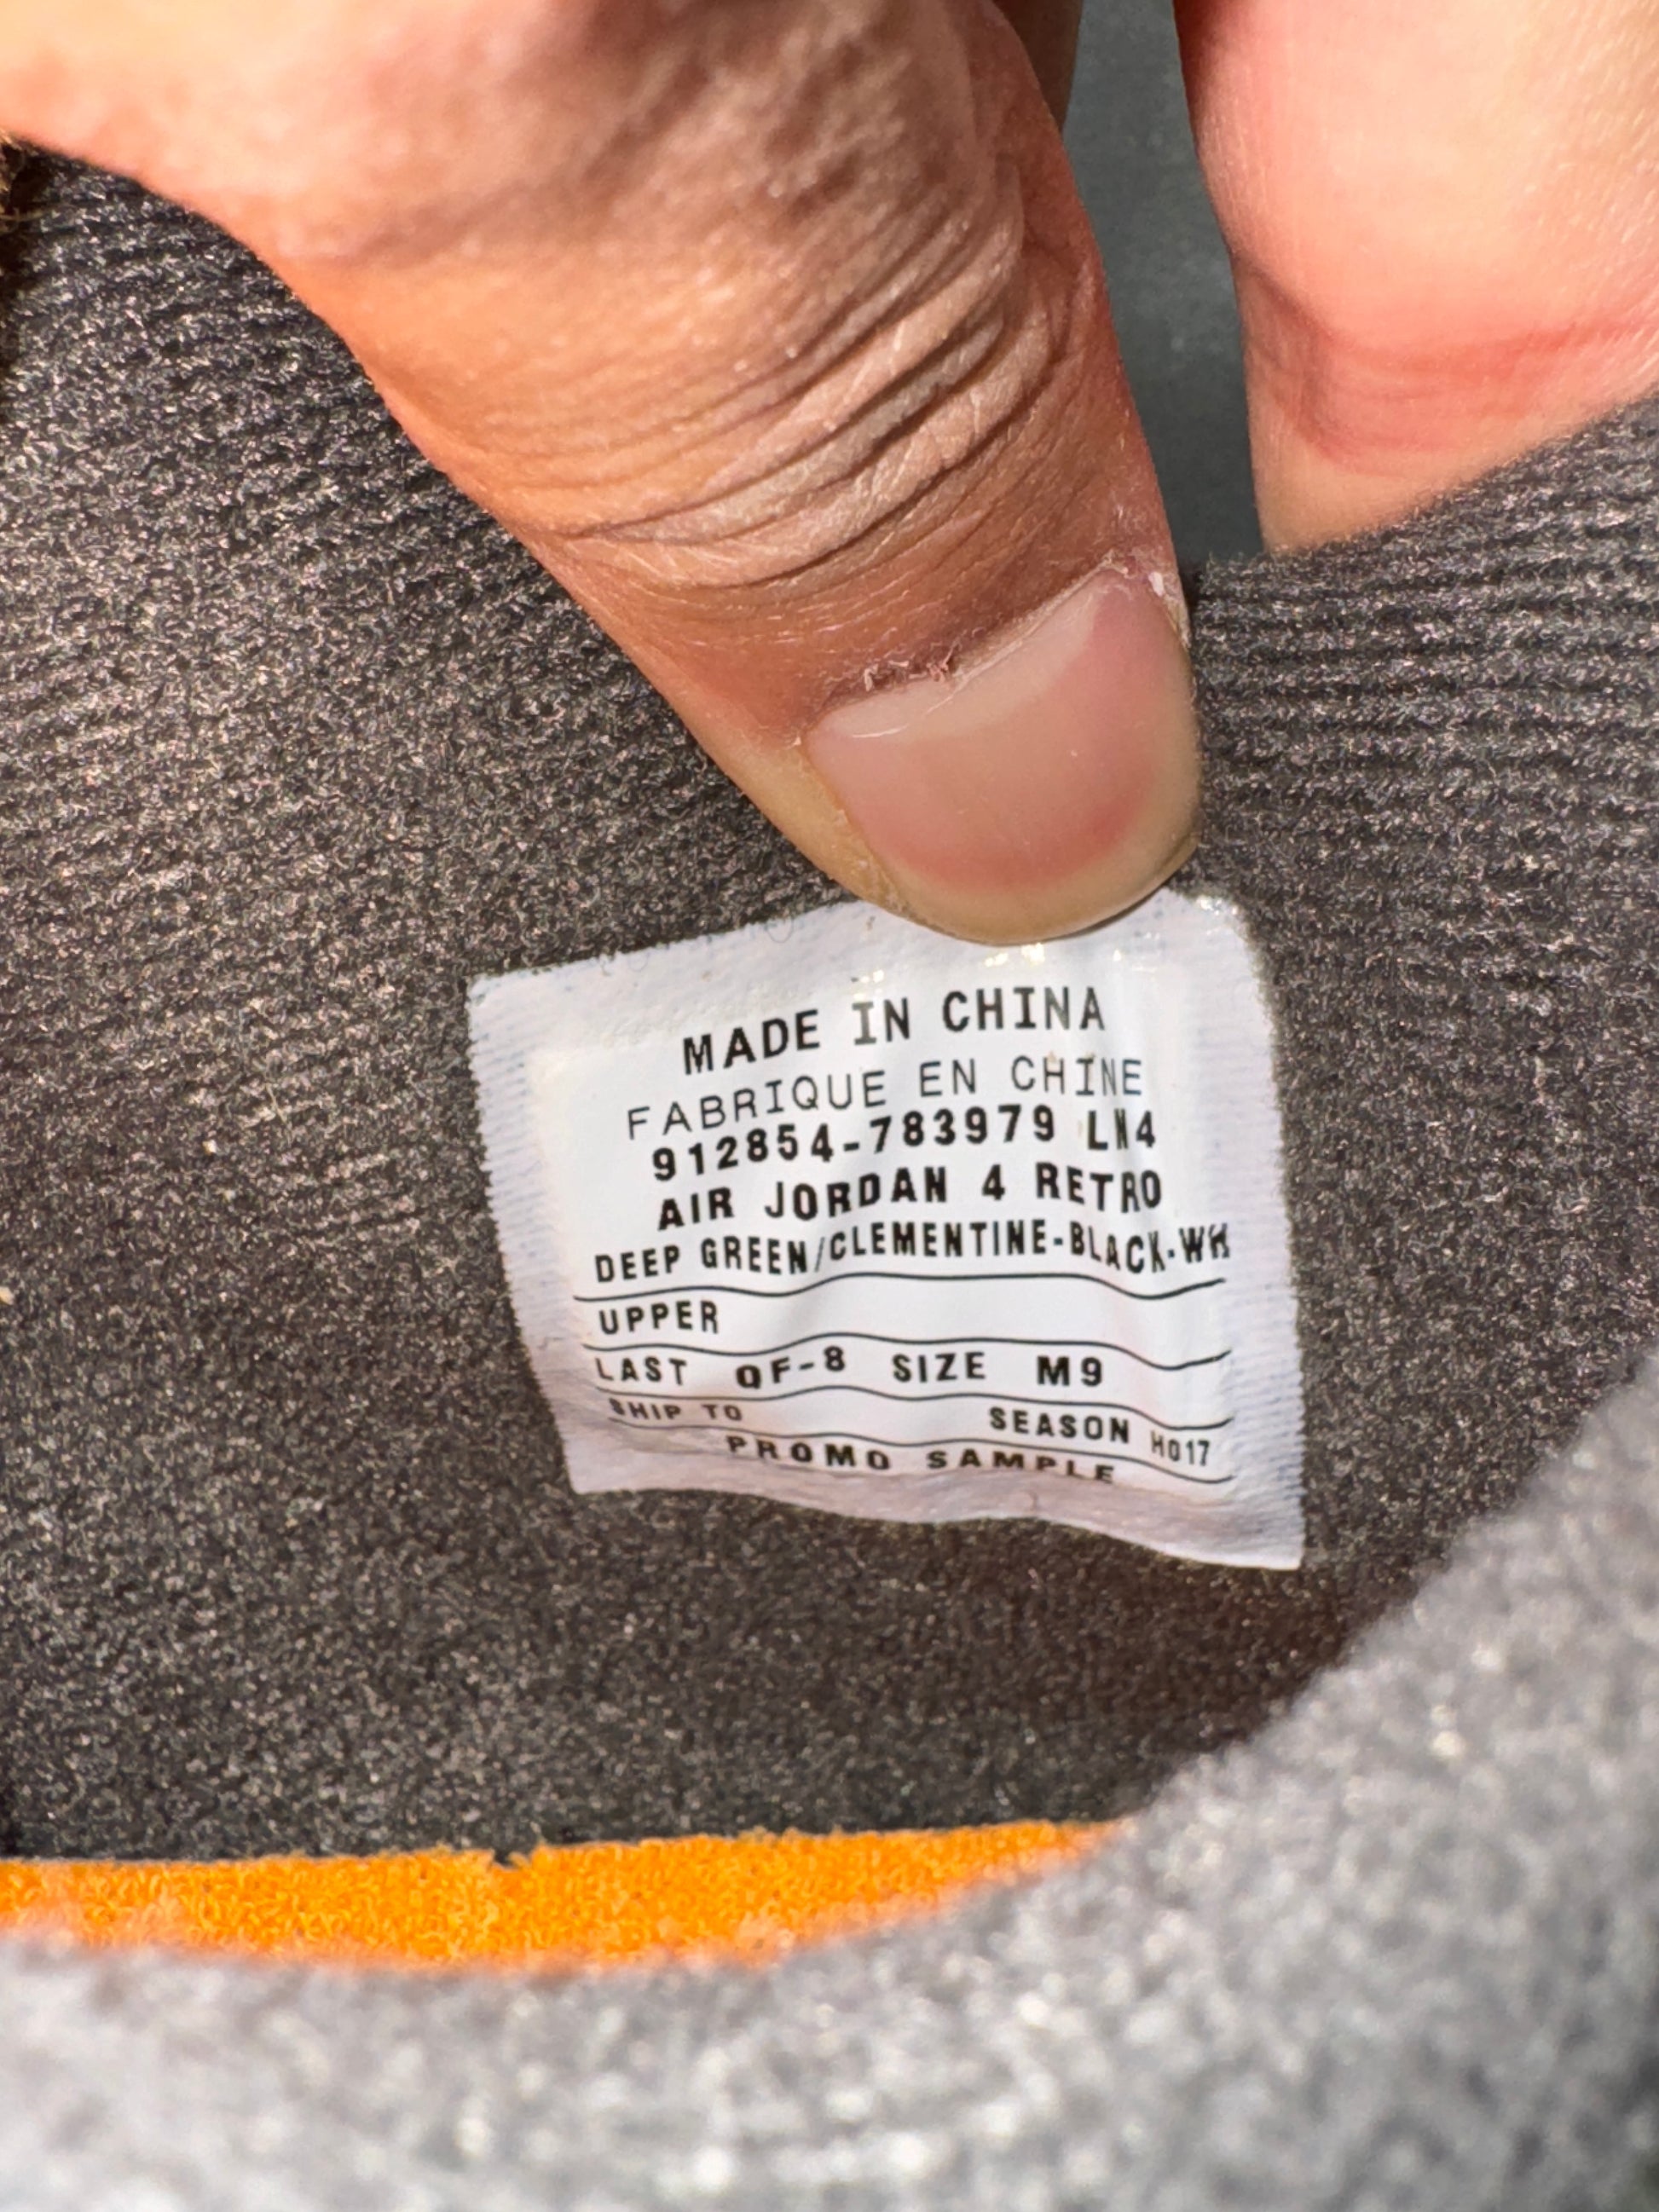 MADE IN CHINA
FABRIQUE EN CHINE
912854-783979 LN4
AIR JORDAN 4 RETRO
DEEP GREEN/CLEMENTINE-BLACK-WH
UPPER
LAST QF-8 SIZE M9
SHIP TO SEASON HO17
PROMO SAMPLE